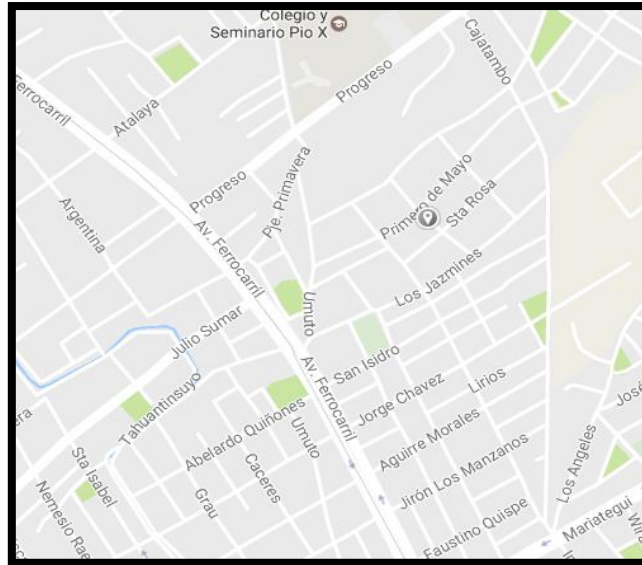 Colegio y
Seminario Pio X
Cajatambo
Progreso
Ferrocarril
Atalaya
Primero de Mayo
Sta Rosa
Pje. Primavera
Progreso
Argentina
Av. Ferrocarril
Los Jazmines
Umuto
Julio Sumar
San Isidro
Av. Ferrocarril
Lirios
José
Jorge Chavez
Tahuantinsuyo
Abelardo Quiñones
Umuto
Aguirre Morales
Los Angeles
Sta Isabel
Caceres
Grau
Jirón Los Manzanos
Nemesio Rae
Faustino Quispe
Mariategui